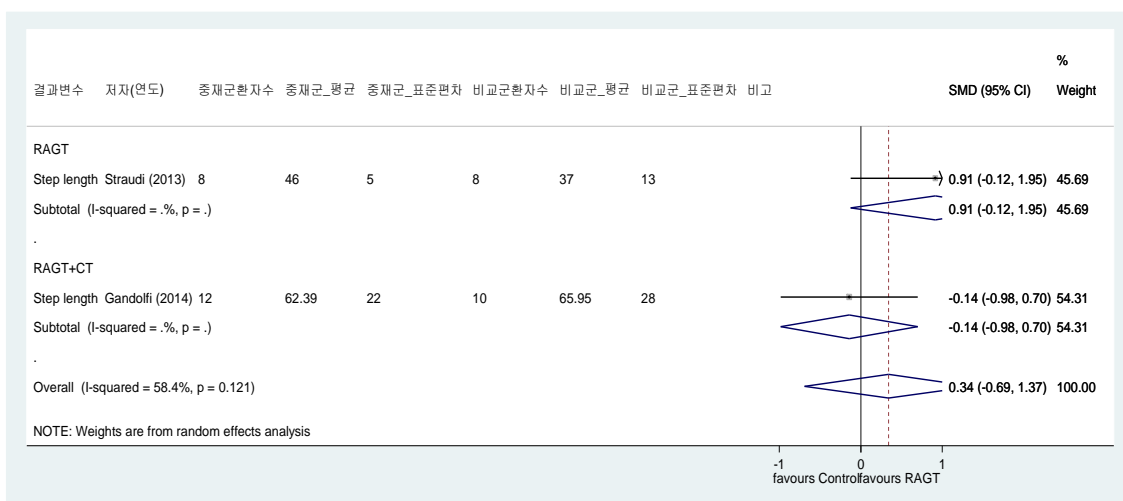 %
결과변수 저자(연도) 중재군환자수 중재군_평균 중재군_표준편차 비교군환자수 비교군_평균 비교군_표준편차 비고 SMD (95% CI) Weight
RAGT
Step length Straudi (2013) 8 46 5 8 37 13 0.91 (-0.12, 1.95) 45.69
Subtotal (I-squared = .%, p = .) 0.91 (-0.12, 1.95) 45.69
.
RAGT+CT
Step length Gandolfi (2014) 12 62.39 22 10 65.95 28 -0.14 (-0.98, 0.70) 54.31
Subtotal (I-squared = .%, p = .) -0.14 (-0.98, 0.70) 54.31
.
Overall (I-squared = 58.4%, p = 0.121) 0.34 (-0.69, 1.37) 100.00
NOTE: Weights are from random effects analysis
-1 0 1
favours Control favours RAGT